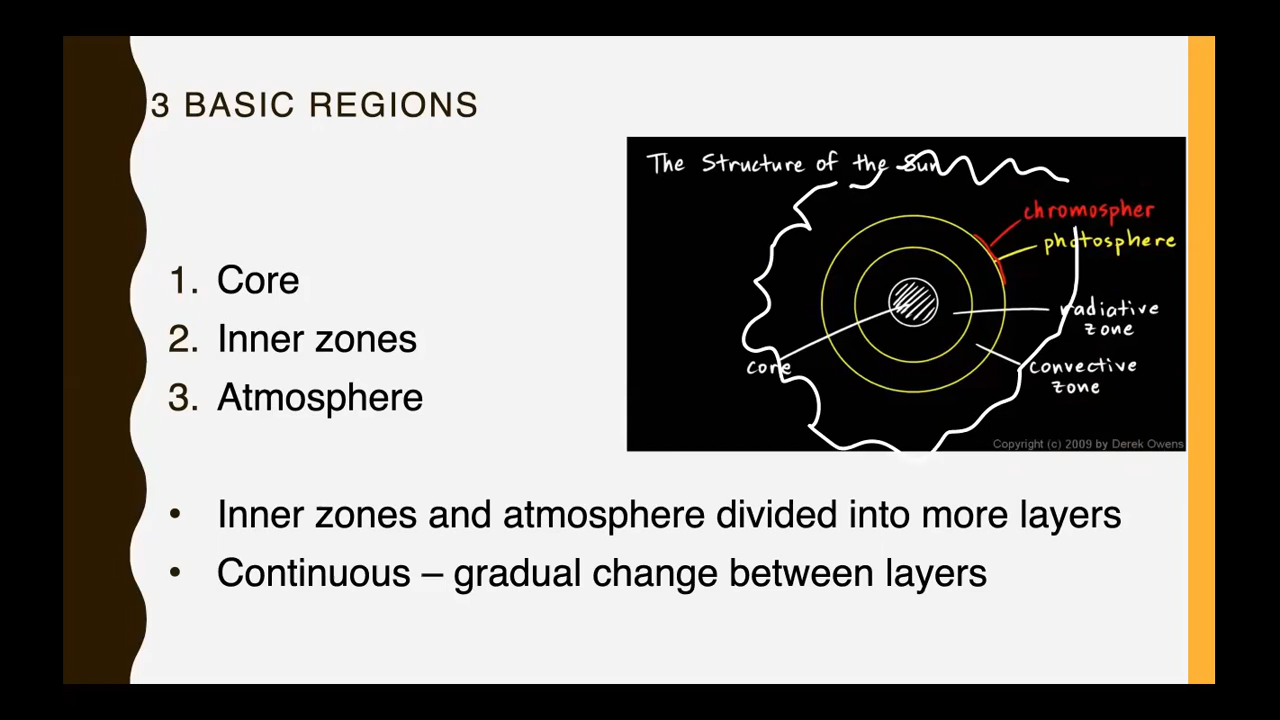 3 BASIC REGIONS
The Structure of the Sun
chromospher
photosphere
radiative
zone
core
convective
zone
Copyright (c) 2009 by Derek Owens
1. Core
2. Inner zones
3. Atmosphere
• Inner zones and atmosphere divided into more layers
• Continuous – gradual change between layers